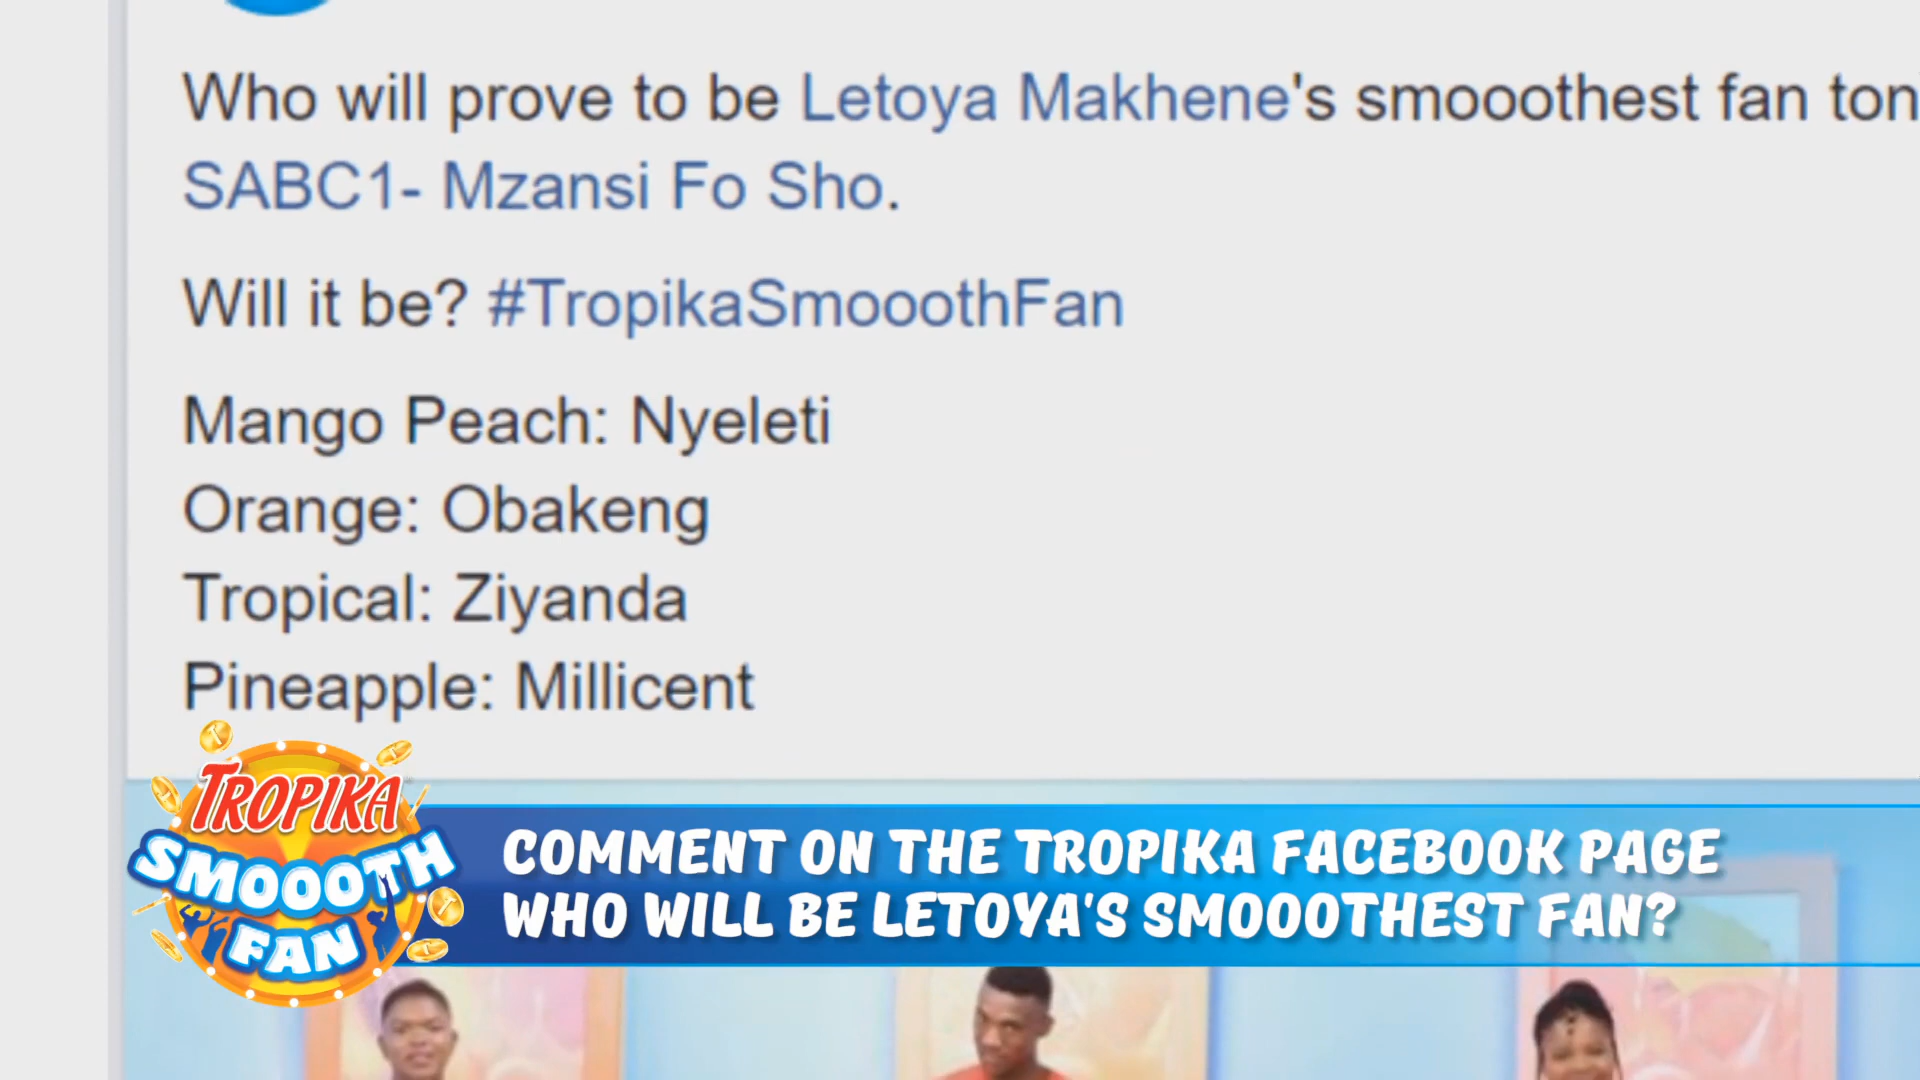 Who will prove to be Letoya Makhene's smooothest fan ton
SABC1- Mzansi Fo Sho.
Will it be? #TropikaSmooothFan
Mango Peach: Nyeleti
Orange: Obakeng
Tropical: Ziyanda
Pineapple: Millicent
TROPIKA
SMOOOTH
FAN
COMMENT ON THE TROPIKA FACEBOOK PAGE
WHO WILL BE LETOYA'S SMOOOTHEST FAN?